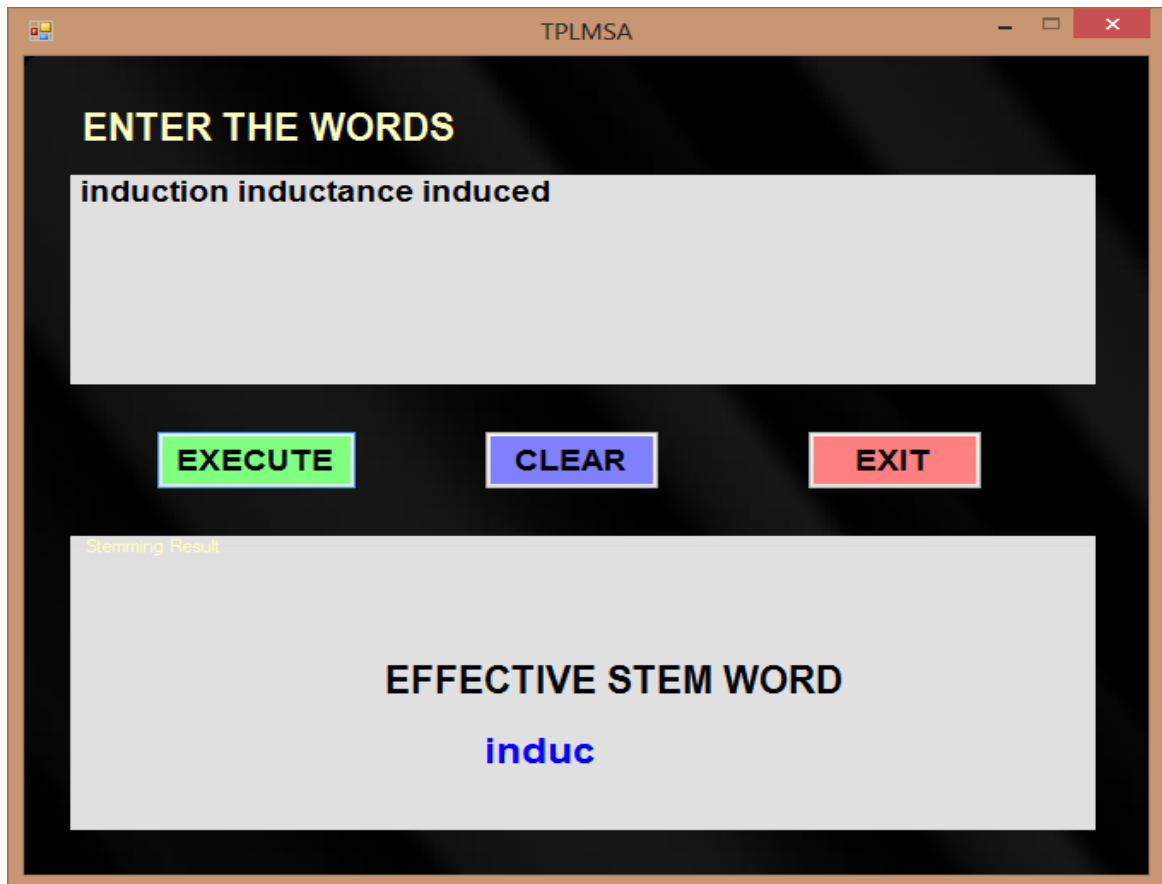 TPLMSA
ENTER THE WORDS
induction inductance induced
EXECUTE CLEAR EXIT
Stemming Result
EFFECTIVE STEM WORD
induc